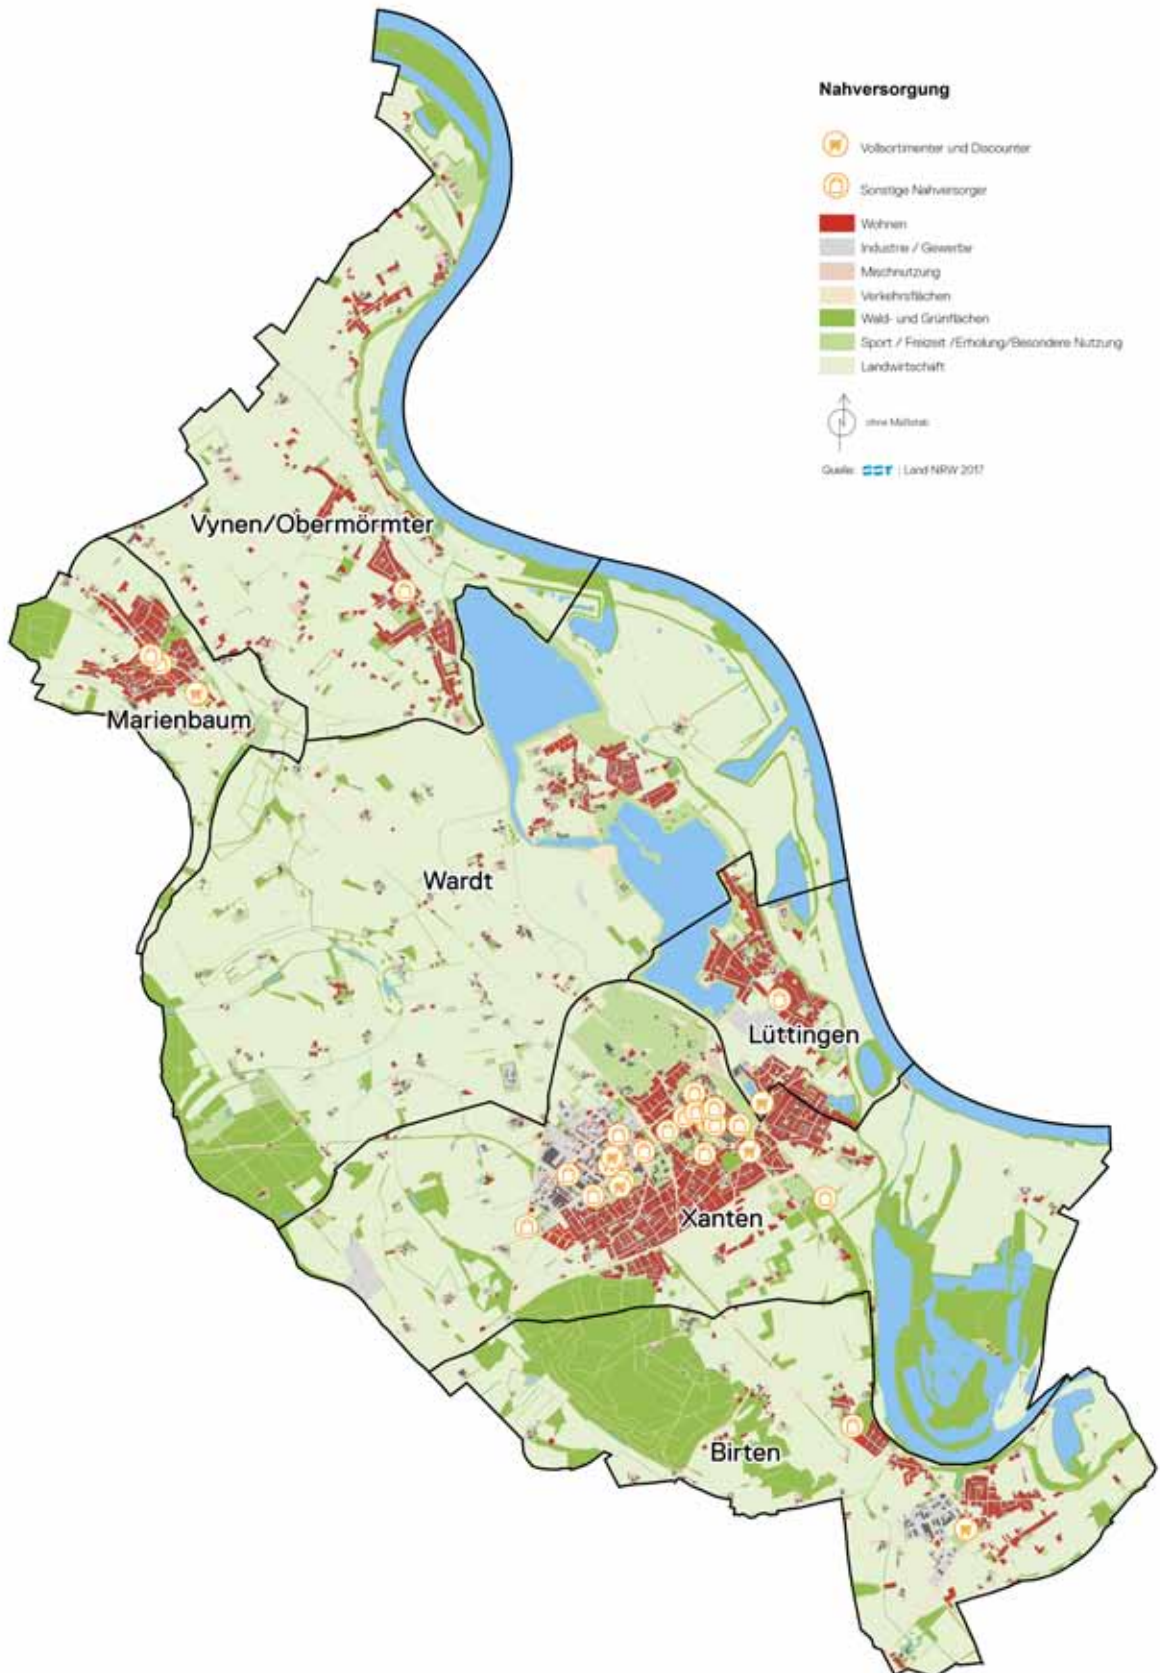 Nahversorgung
Vollsortimenter und Discounter
Sonstige Nahversorger
Wohnen
Industrie / Gewerbe
Mischnutzung
Verkehrsflächen
Wald- und Grünflächen
Sport / Freizeit /Erholung/Besondere Nutzung
Landwirtschaft
N
ohne Maßstab
Quelle: | Land NRW 2017
Vynen/Obermörmter
Marienbaum
Wardt
Lüttingen
Xanten
Birten